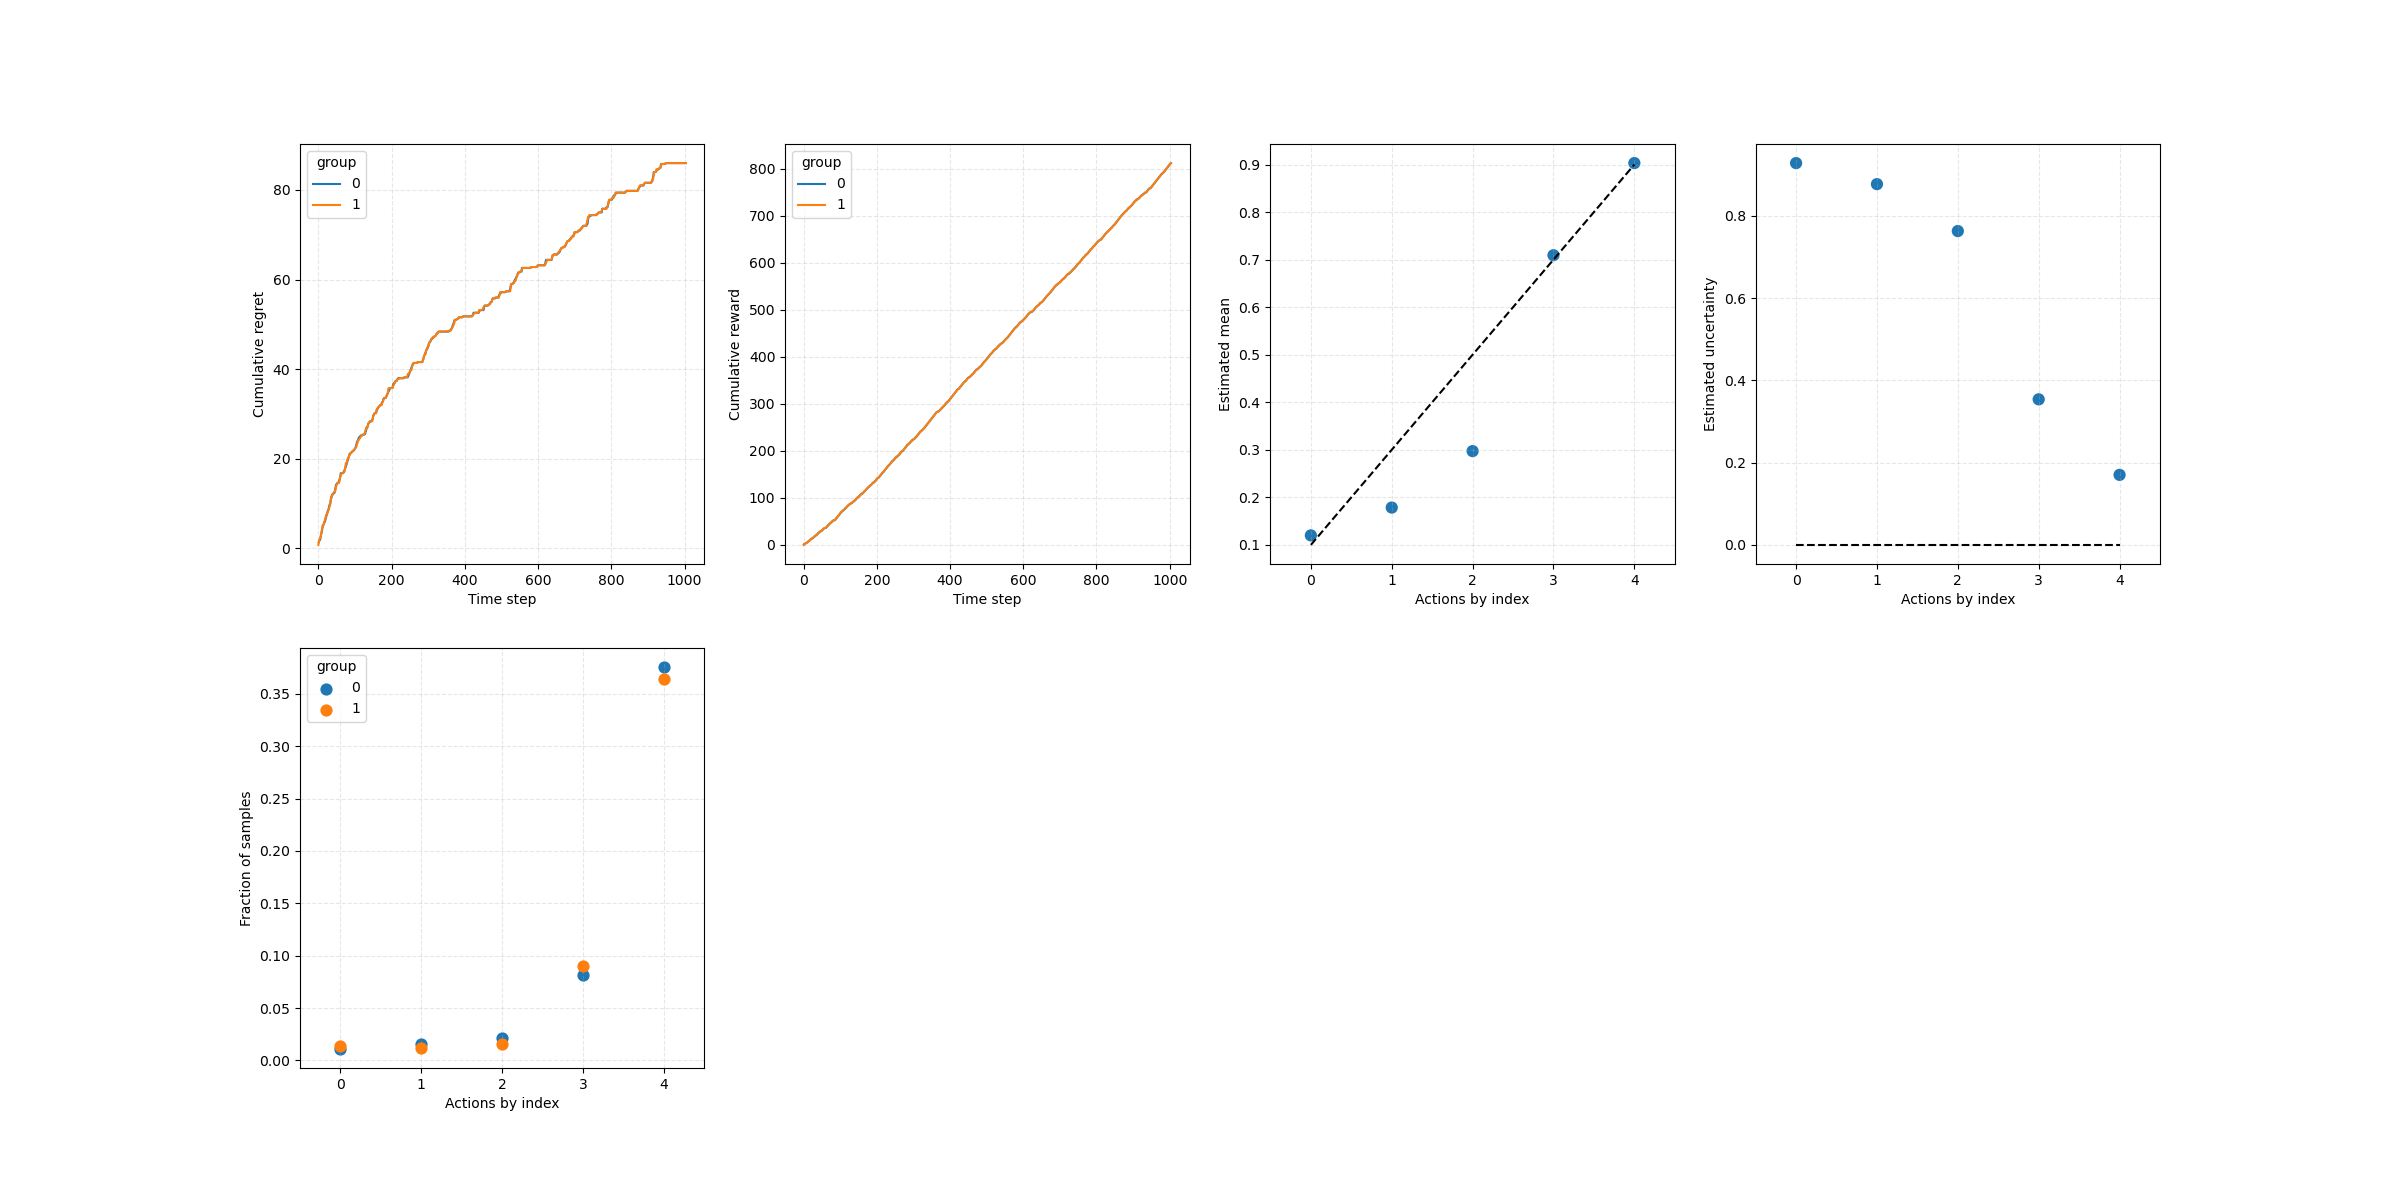 group
0
1
80
60
40
20
0
Cumulative regret
0 200 400 600 800 1000
Time step
group
0
1
800
700
600
500
400
300
200
100
0
Cumulative reward
0 200 400 600 800 1000
Time step
0.9
0.8
0.7
0.6
0.5
0.4
0.3
0.2
0.1
Estimated mean
0 1 2 3 4
Actions by index
0.8
0.6
0.4
0.2
0.0
Estimated uncertainty
0 1 2 3 4
Actions by index
group
0
1
0.35
0.30
0.25
0.20
0.15
0.10
0.05
0.00
Fraction of samples
0 1 2 3 4
Actions by index